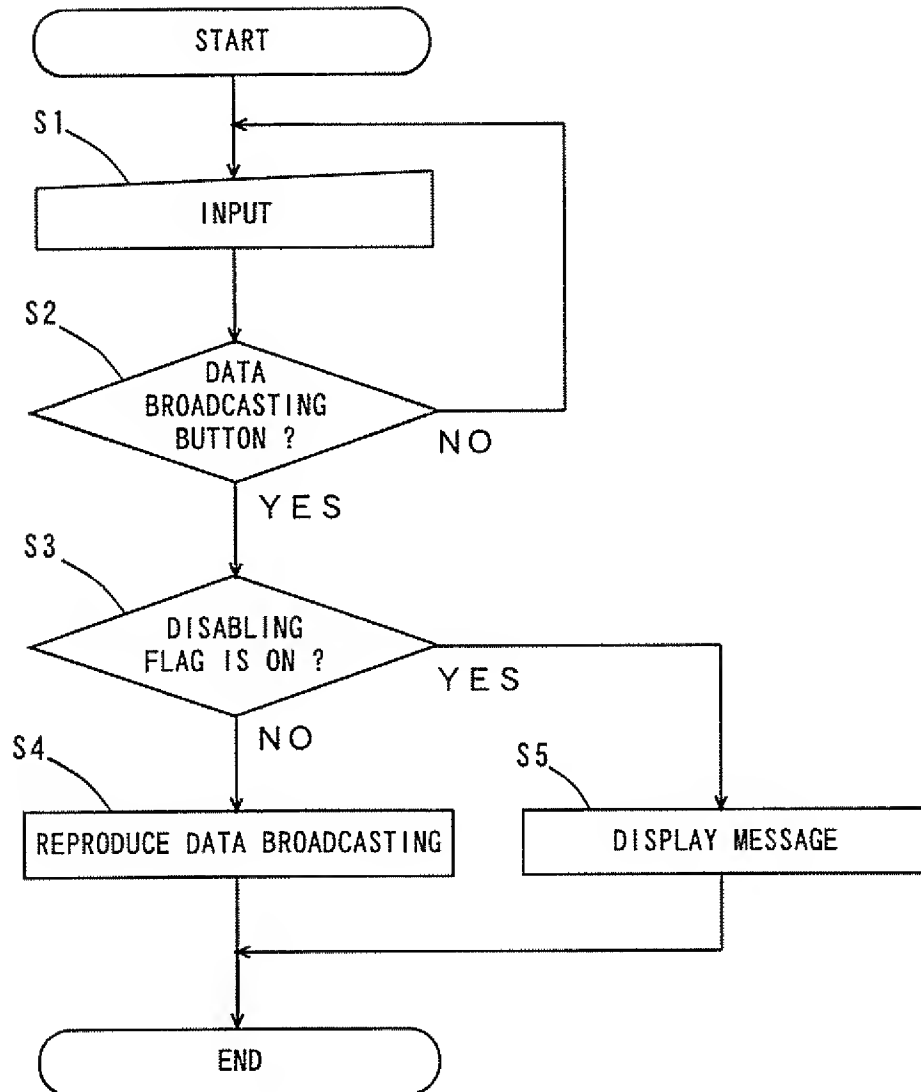 START
S1
INPUT
S2
DATA
BROADCASTING
BUTTON ?
NO
YES
S3
DISABLING
FLAG IS ON ?
YES
NO
S4
S5
REPRODUCE DATA BROADCASTING
DISPLAY MESSAGE
END